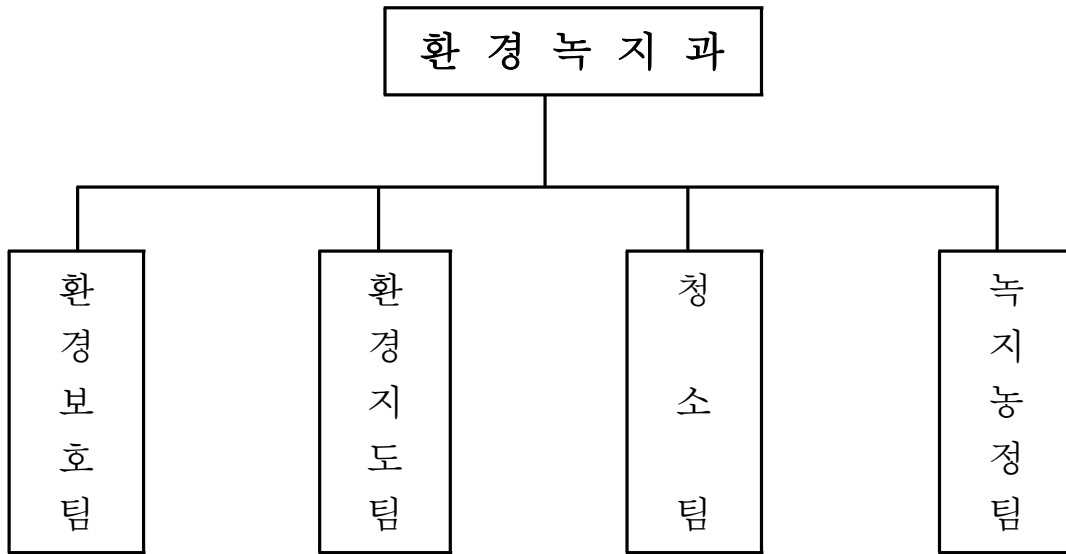 환 경 녹 지 과
환경보호팀
환경지도팀
청소팀
녹지농정팀